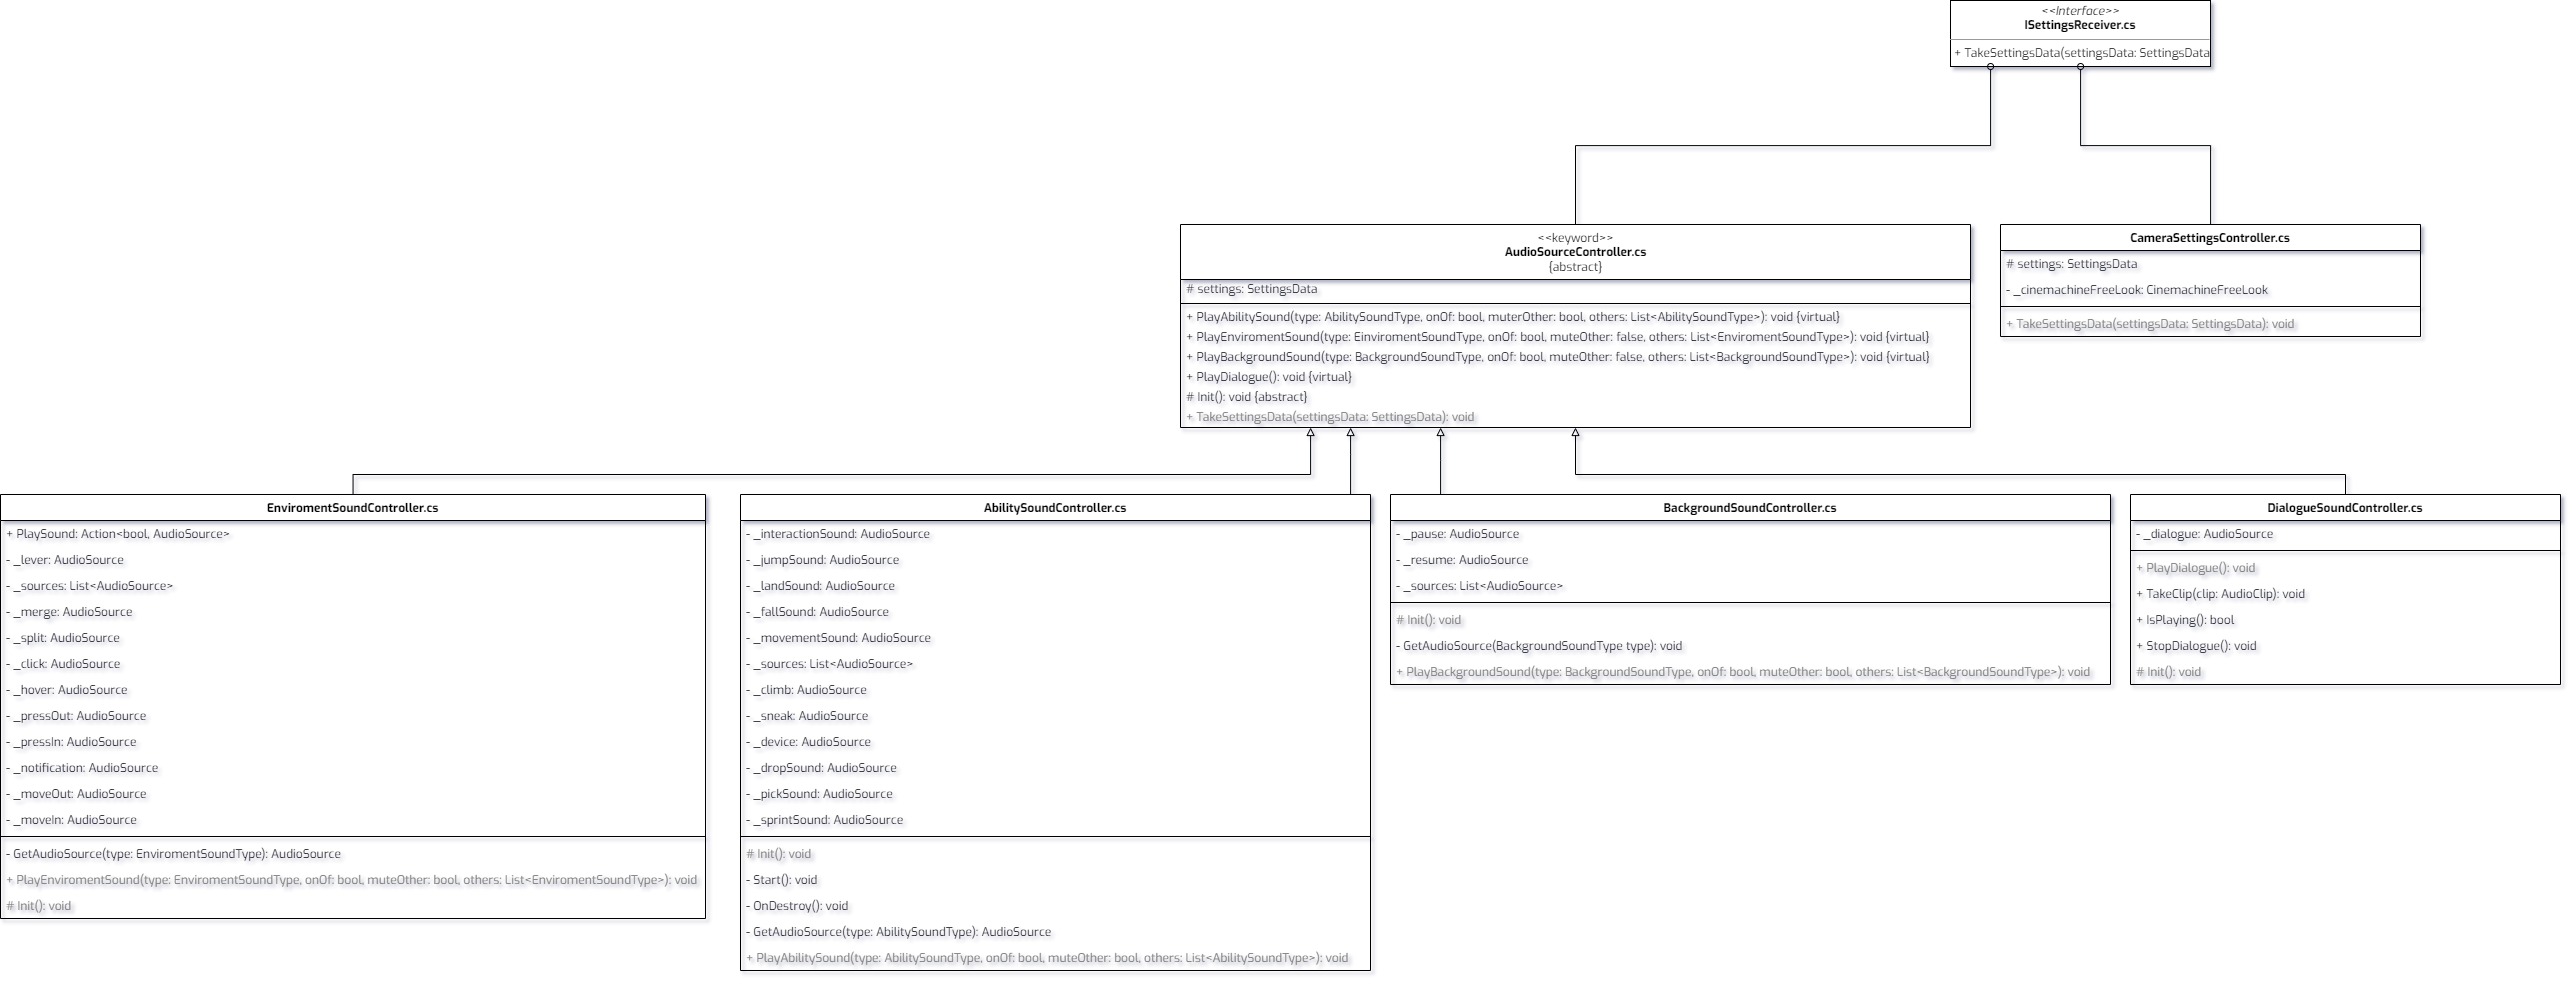 <<Interface>>
ISettingsReceiver.cs
+ TakeSettingsData(settingsData: SettingsData
<<keyword>>
AudioSourceController.cs
{abstract}
# settings: SettingsData
+ PlayAbilitySound(type: AbilitySoundType, onOf: bool, muterOther: bool, others: List<AbilitySoundType>): void {virtual}
+ PlayEnviromentSound(type: EinviromentSoundType, onOf: bool, muteOther: false, others: List<EnviromentSoundType>): void {virtual}
+ PlayBackgroundSound(type: BackgroundSoundType, onOf: bool, muteOther: false, others: List<BackgroundSoundType>): void {virtual}
+ PlayDialogue(): void {virtual}
# Init(): void {abstract}
+ TakeSettingsData(settingsData: SettingsData): void
CameraSettingsController.cs
# settings: SettingsData
- _cinemachineFreeLook: CinemachineFreeLook
+ TakeSettingsData(settingsData: SettingsData): void
EnviromentSoundController.cs
+ PlaySound: Action<bool, AudioSource>
- _lever: AudioSource
- _sources: List<AudioSource>
- _merge: AudioSource
- _split: AudioSource
- _click: AudioSource
- _hover: AudioSource
- _pressOut: AudioSource
- _pressIn: AudioSource
- _notification: AudioSource
- _moveOut: AudioSource
- _moveIn: AudioSource
- GetAudioSource(type: EnviromentSoundType): AudioSource
+ PlayEnviromentSound(type: EnviromentSoundType, onOf: bool, muteOther: bool, others: List<EnviromentSoundType>): void
# Init(): void
AbilitySoundController.cs
- _interactionSound: AudioSource
- _jumpSound: AudioSource
- _landSound: AudioSource
- _fallSound: AudioSource
- _movementSound: AudioSource
- _sources: List<AudioSource>
- _climb: AudioSource
- _sneak: AudioSource
- _device: AudioSource
- _dropSound: AudioSource
- _pickSound: AudioSource
- _sprintSound: AudioSource
# Init(): void
- Start(): void
- OnDestroy(): void
- GetAudioSource(type: AbilitySoundType): AudioSource
+ PlayAbilitySound(type: AbilitySoundType, onOf: bool, muteOther: bool, others: List<AbilitySoundType>): void
BackgroundSoundController.cs
- _pause: AudioSource
- _resume: AudioSource
- _sources: List<AudioSource>
# Init(): void
- GetAudioSource(BackgroundSoundType type): void
+ PlayBackgroundSound(type: BackgroundSoundType, onOf: bool, muteOther: bool, others: List<BackgroundSoundType>): void
DialogueSoundController.cs
- _dialogue: AudioSource
+ PlayDialogue(): void
+ TakeClip(clip: AudioClip): void
+ IsPlaying(): bool
+ StopDialogue(): void
# Init(): void